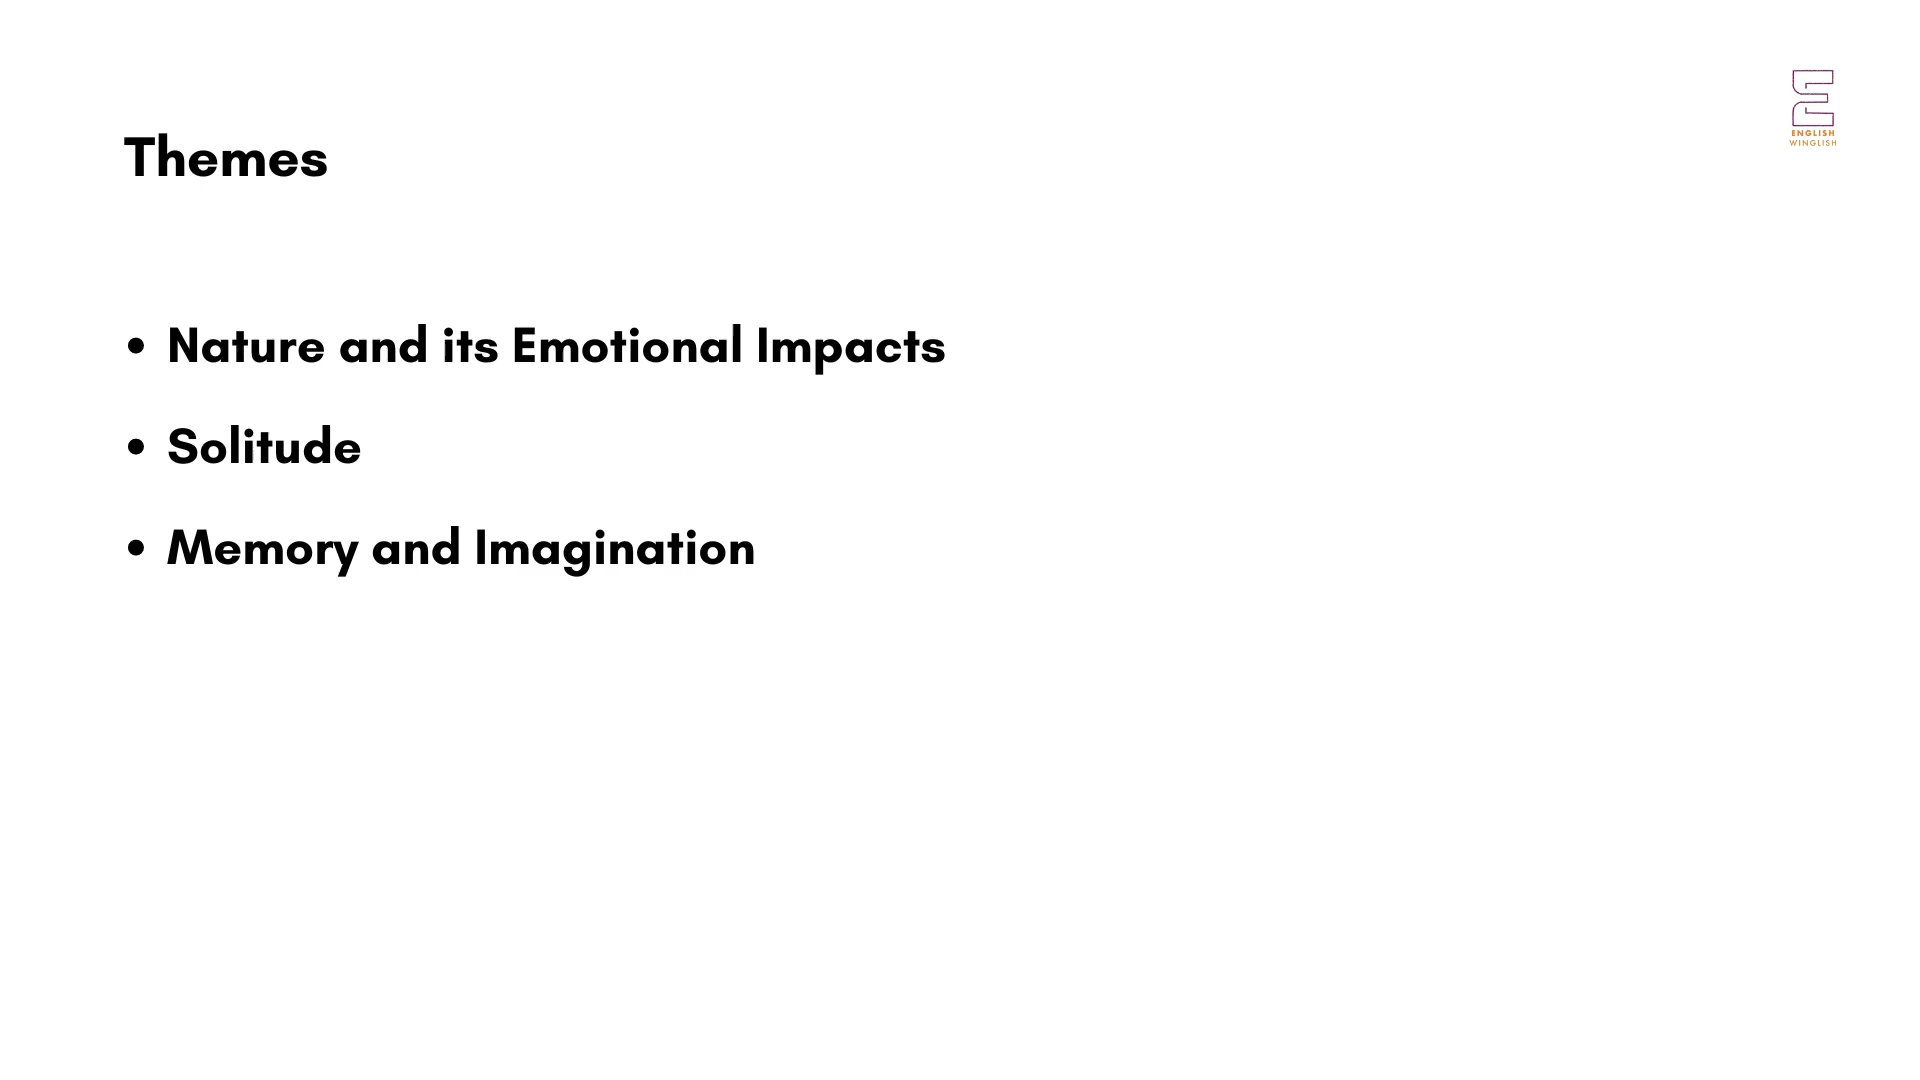 Themes
ENGLISH
WINGLISH
• Nature and its Emotional Impacts
• Solitude
• Memory and Imagination